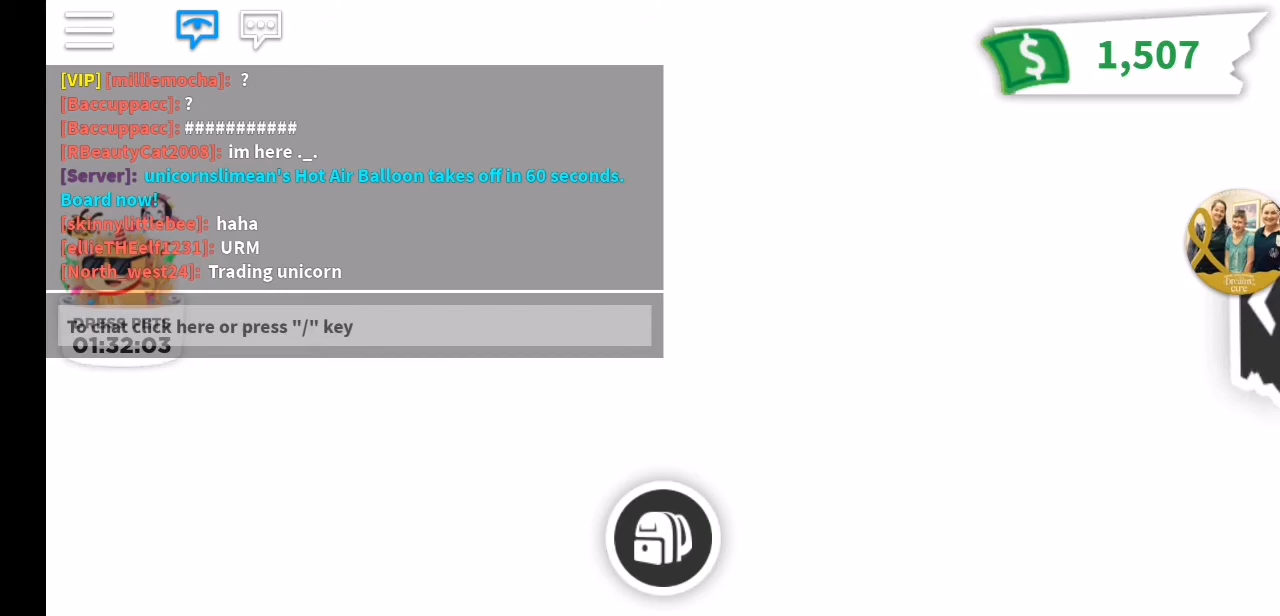 1,507
[VIP] [milliemocha]: ?
[Baccuppacc]: ?
[Baccuppacc]: ###########
[RBeautyCat2008]: im here ._.
[Server]: unicornslimean's Hot Air Balloon takes off in 60 seconds.
Board now!
[skinnylittlebee]: haha
[ellieTHEelf1231]: URM
[North_west24]: Trading unicorn
To chat click here or press "/" key
DRESS PETS
01:32:03